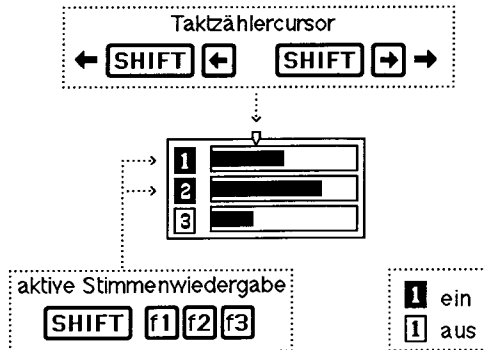 Taktzählercursor
← SHIFT ← SHIFT → →
1
2
3
aktive Stimmenwiedergabe
SHIFT f1 f2 f3
1 ein
1 aus